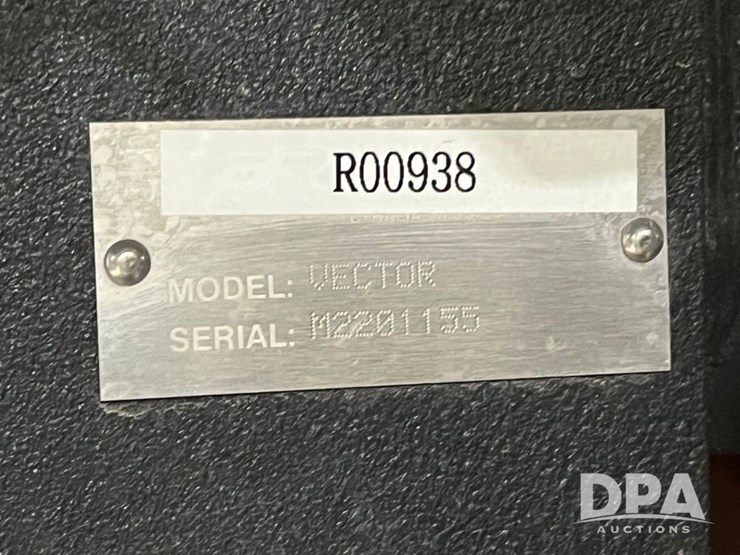 R00938
MODEL: VECTOR
SERIAL: M2201155
DPA
AUCTIONS